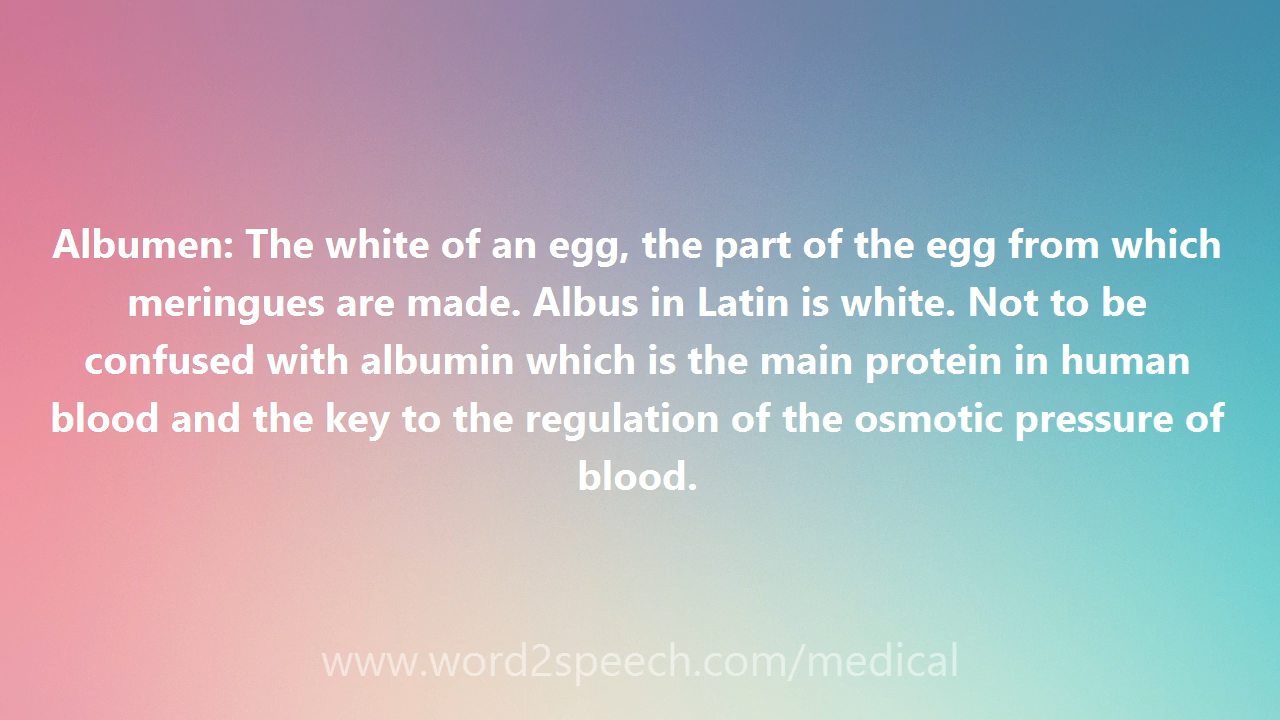 Albumen: The white of an egg, the part of the egg from which
meringues are made. Albus in Latin is white. Not to be
confused with albumin which is the main protein in human
blood and the key to the regulation of the osmotic pressure of
blood.
www.word2speech.com/medical